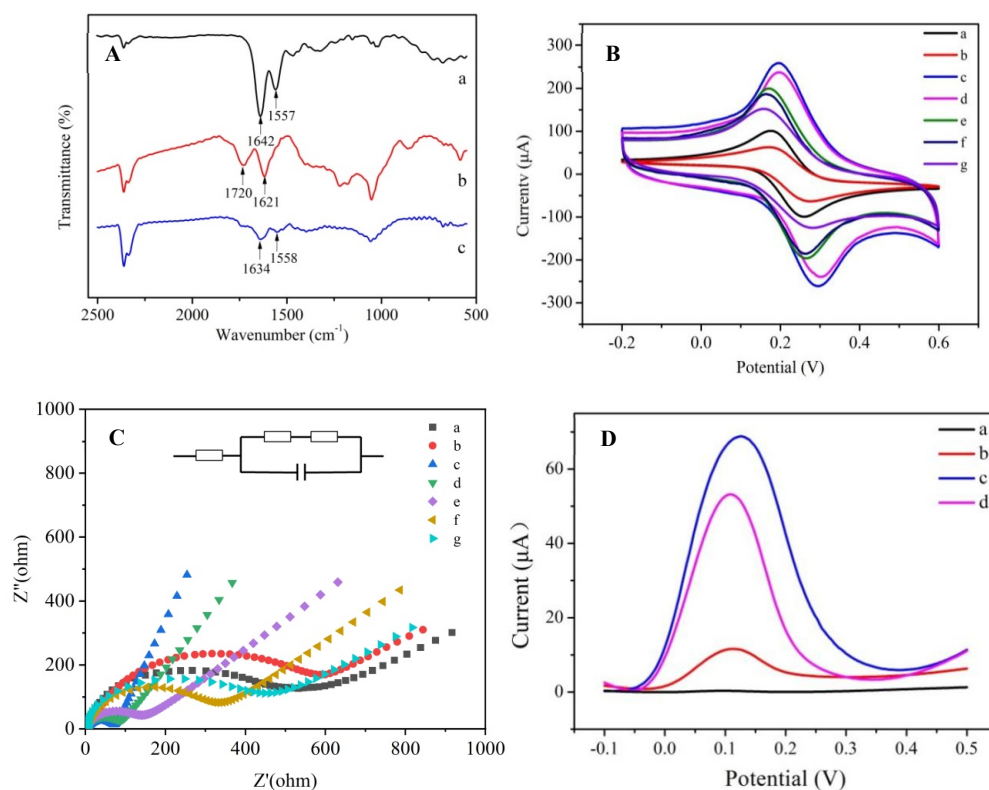 A
a
1557
1642
b
1720
1621
c
1634
1558
Transmittance (%)
2500
2000
1500
1000
500
Wavenumber (cm-1)
B
a
b
c
d
e
f
g
300
200
100
0
-100
-200
-300
Currentv (μA)
-0.2
0.0
0.2
0.4
0.6
Potential (V)
C
a
b
c
d
e
f
g
1000
800
600
400
200
0
Z''(ohm)
0
200
400
600
800
1000
Z'(ohm)
D
a
b
c
d
60
40
20
0
Current (μA)
-0.1
0.0
0.1
0.2
0.3
0.4
0.5
Potential (V)